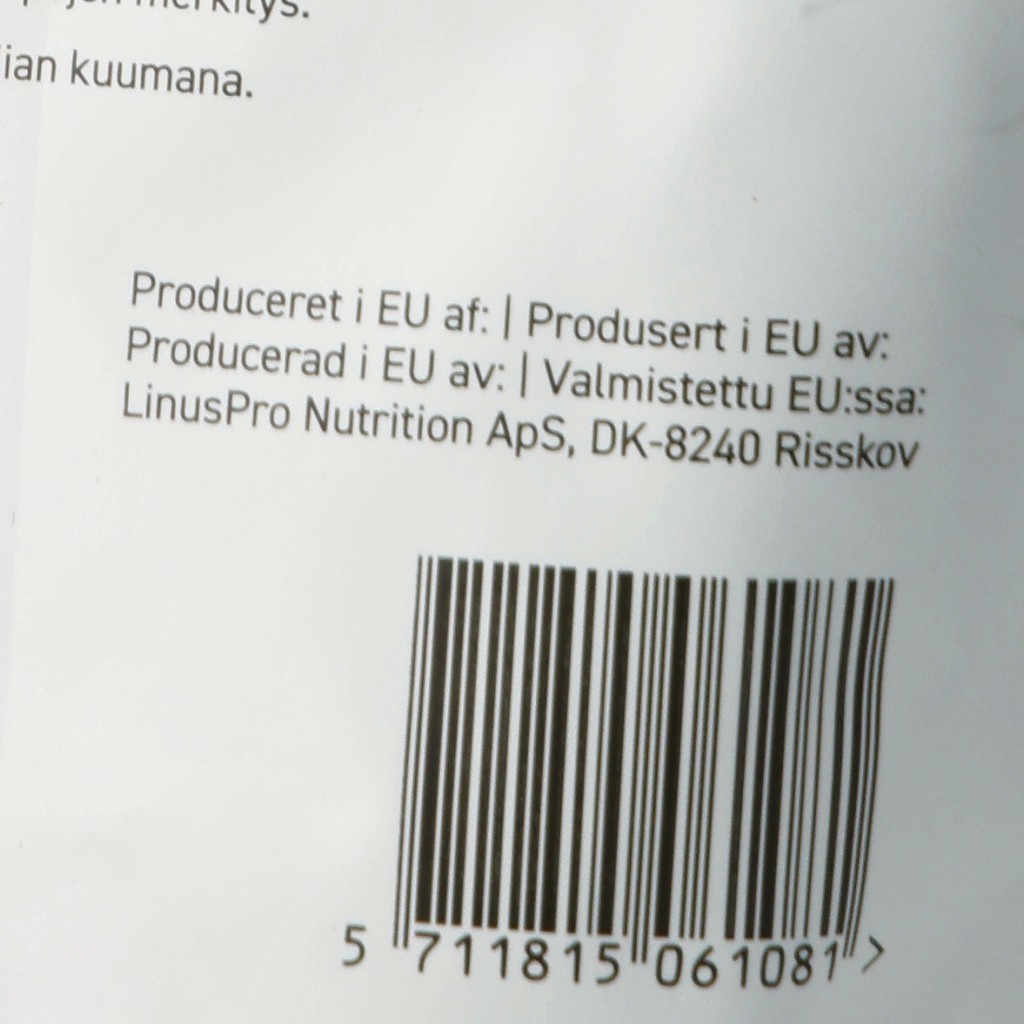 merkitys.
kuumana.
Produceret i EU af: | Produsert i EU av:
Producerad i EU av: | Valmistettu EU:ssa:
LinusPro Nutrition ApS, DK-8240 Risskov
5 711815 061081 >